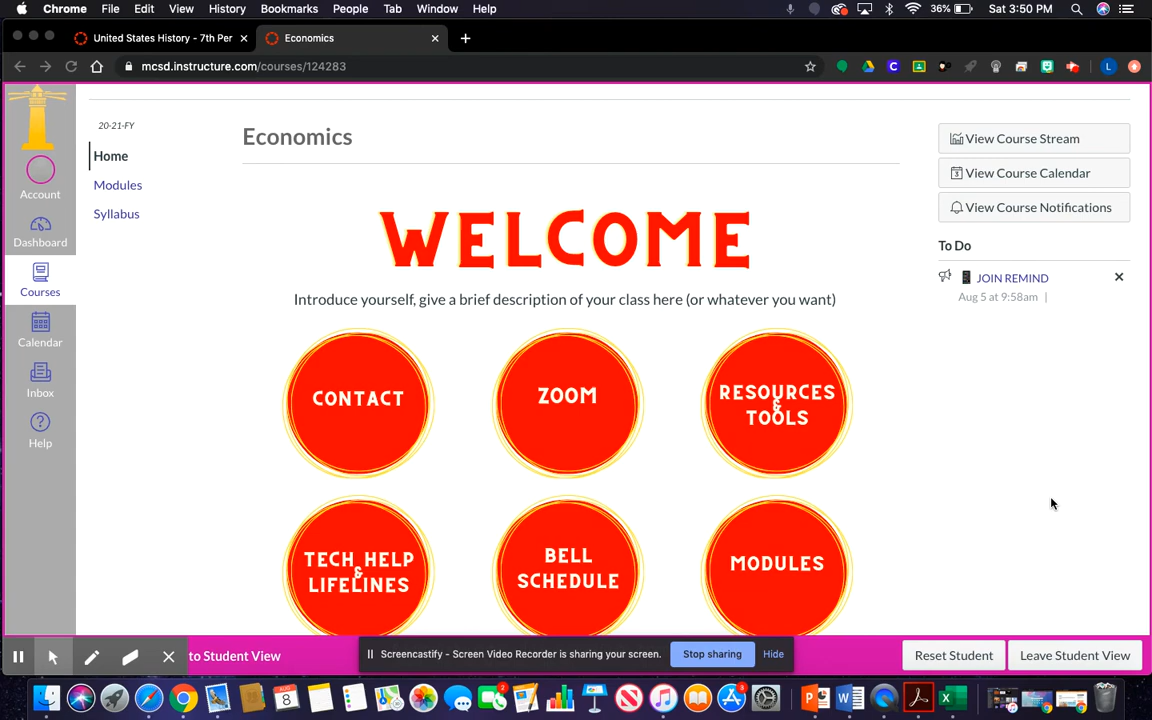 Chrome File Edit View History Bookmarks People Tab Window Help 36% Sat 3:50 PM
United States History - 7th Per
Economics
mcsd.instructure.com/courses/124283
20-21-FY
Home
Modules
Syllabus
Account
Dashboard
Courses
Calendar
Inbox
Help
Economics
WELCOME
Introduce yourself, give a brief description of your class here (or whatever you want)
CONTACT
ZOOM
RESOURCES
&
TOOLS
TECH HELP
&
LIFELINES
BELL
SCHEDULE
MODULES
View Course Stream
View Course Calendar
View Course Notifications
To Do
JOIN REMIND
Aug 5 at 9:58am |
to Student View
Screencastify - Screen Video Recorder is sharing your screen. Stop sharing Hide
Reset Student
Leave Student View